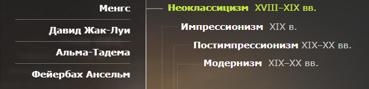 Менгс
Неоклассицизм XVIII–XIX вв.
Давид Жак-Луи
Импрессионизм XIX в.
Альма-Тадема
Постимпрессионизм XIX–XX вв.
Фейербах Ансельм
Модернизм XIX–XX вв.